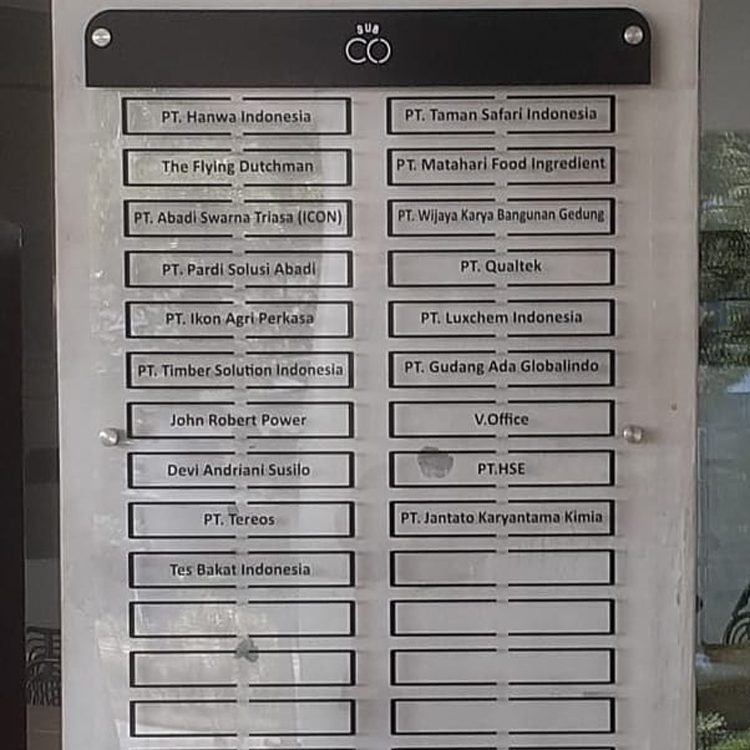 SUB
CO
PT. Hanwa Indonesia
The Flying Dutchman
PT. Abadi Swarna Triasa (ICON)
PT. Pardi Solusi Abadi
PT. Ikon Agri Perkasa
PT. Timber Solution Indonesia
John Robert Power
Devi Andriani Susilo
PT. Tereos
Tes Bakat Indonesia
PT. Taman Safari Indonesia
PT. Matahari Food Ingredient
PT. Wijaya Karya Bangunan Gedung
PT. Qualtek
PT. Luxchem Indonesia
PT. Gudang Ada Globalindo
V.Office
PT.HSE
PT. Jantato Karyantama Kimia